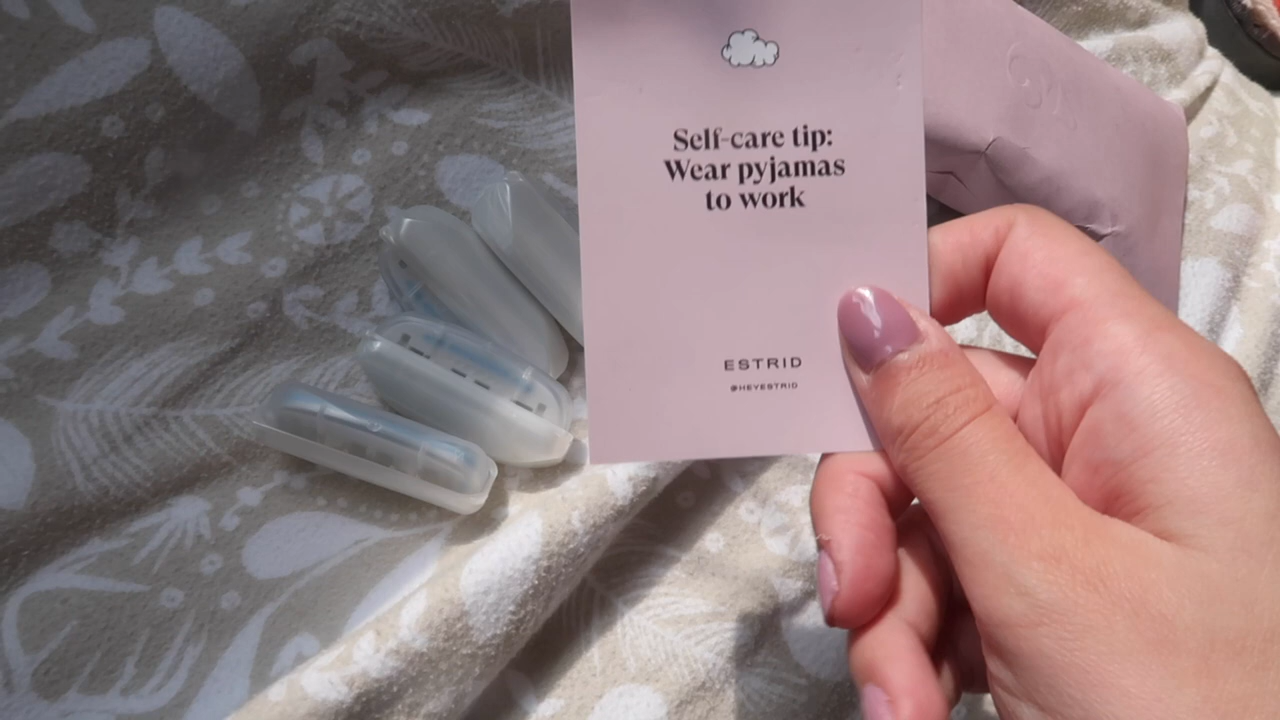 Self-care tip:
Wear pyjamas
to work
ESTRID
@HEYESTRID